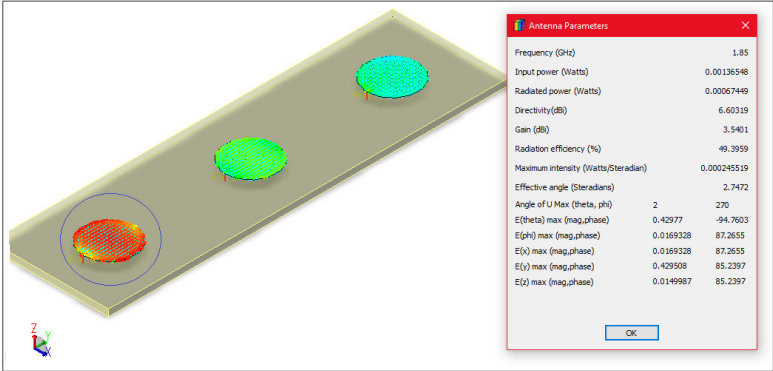 Antenna Parameters
Frequency (GHz) 1.85
Input power (Watts) 0.00136548
Radiated power (Watts) 0.00067449
Directivity(dBi) 6.60319
Gain (dBi) 3.5401
Radiation efficiency (%) 49.3959
Maximum intensity (Watts/Steradian) 0.000245519
Effective angle (Steradians) 2.7472
Angle of U Max (theta, phi) 2 270
E(theta) max (mag,phase) 0.42977 -94.7603
E(phi) max (mag,phase) 0.0169328 87.2655
E(x) max (mag,phase) 0.0169328 87.2655
E(y) max (mag,phase) 0.429508 85.2397
E(z) max (mag,phase) 0.0149987 85.2397
OK
Z
Y
X